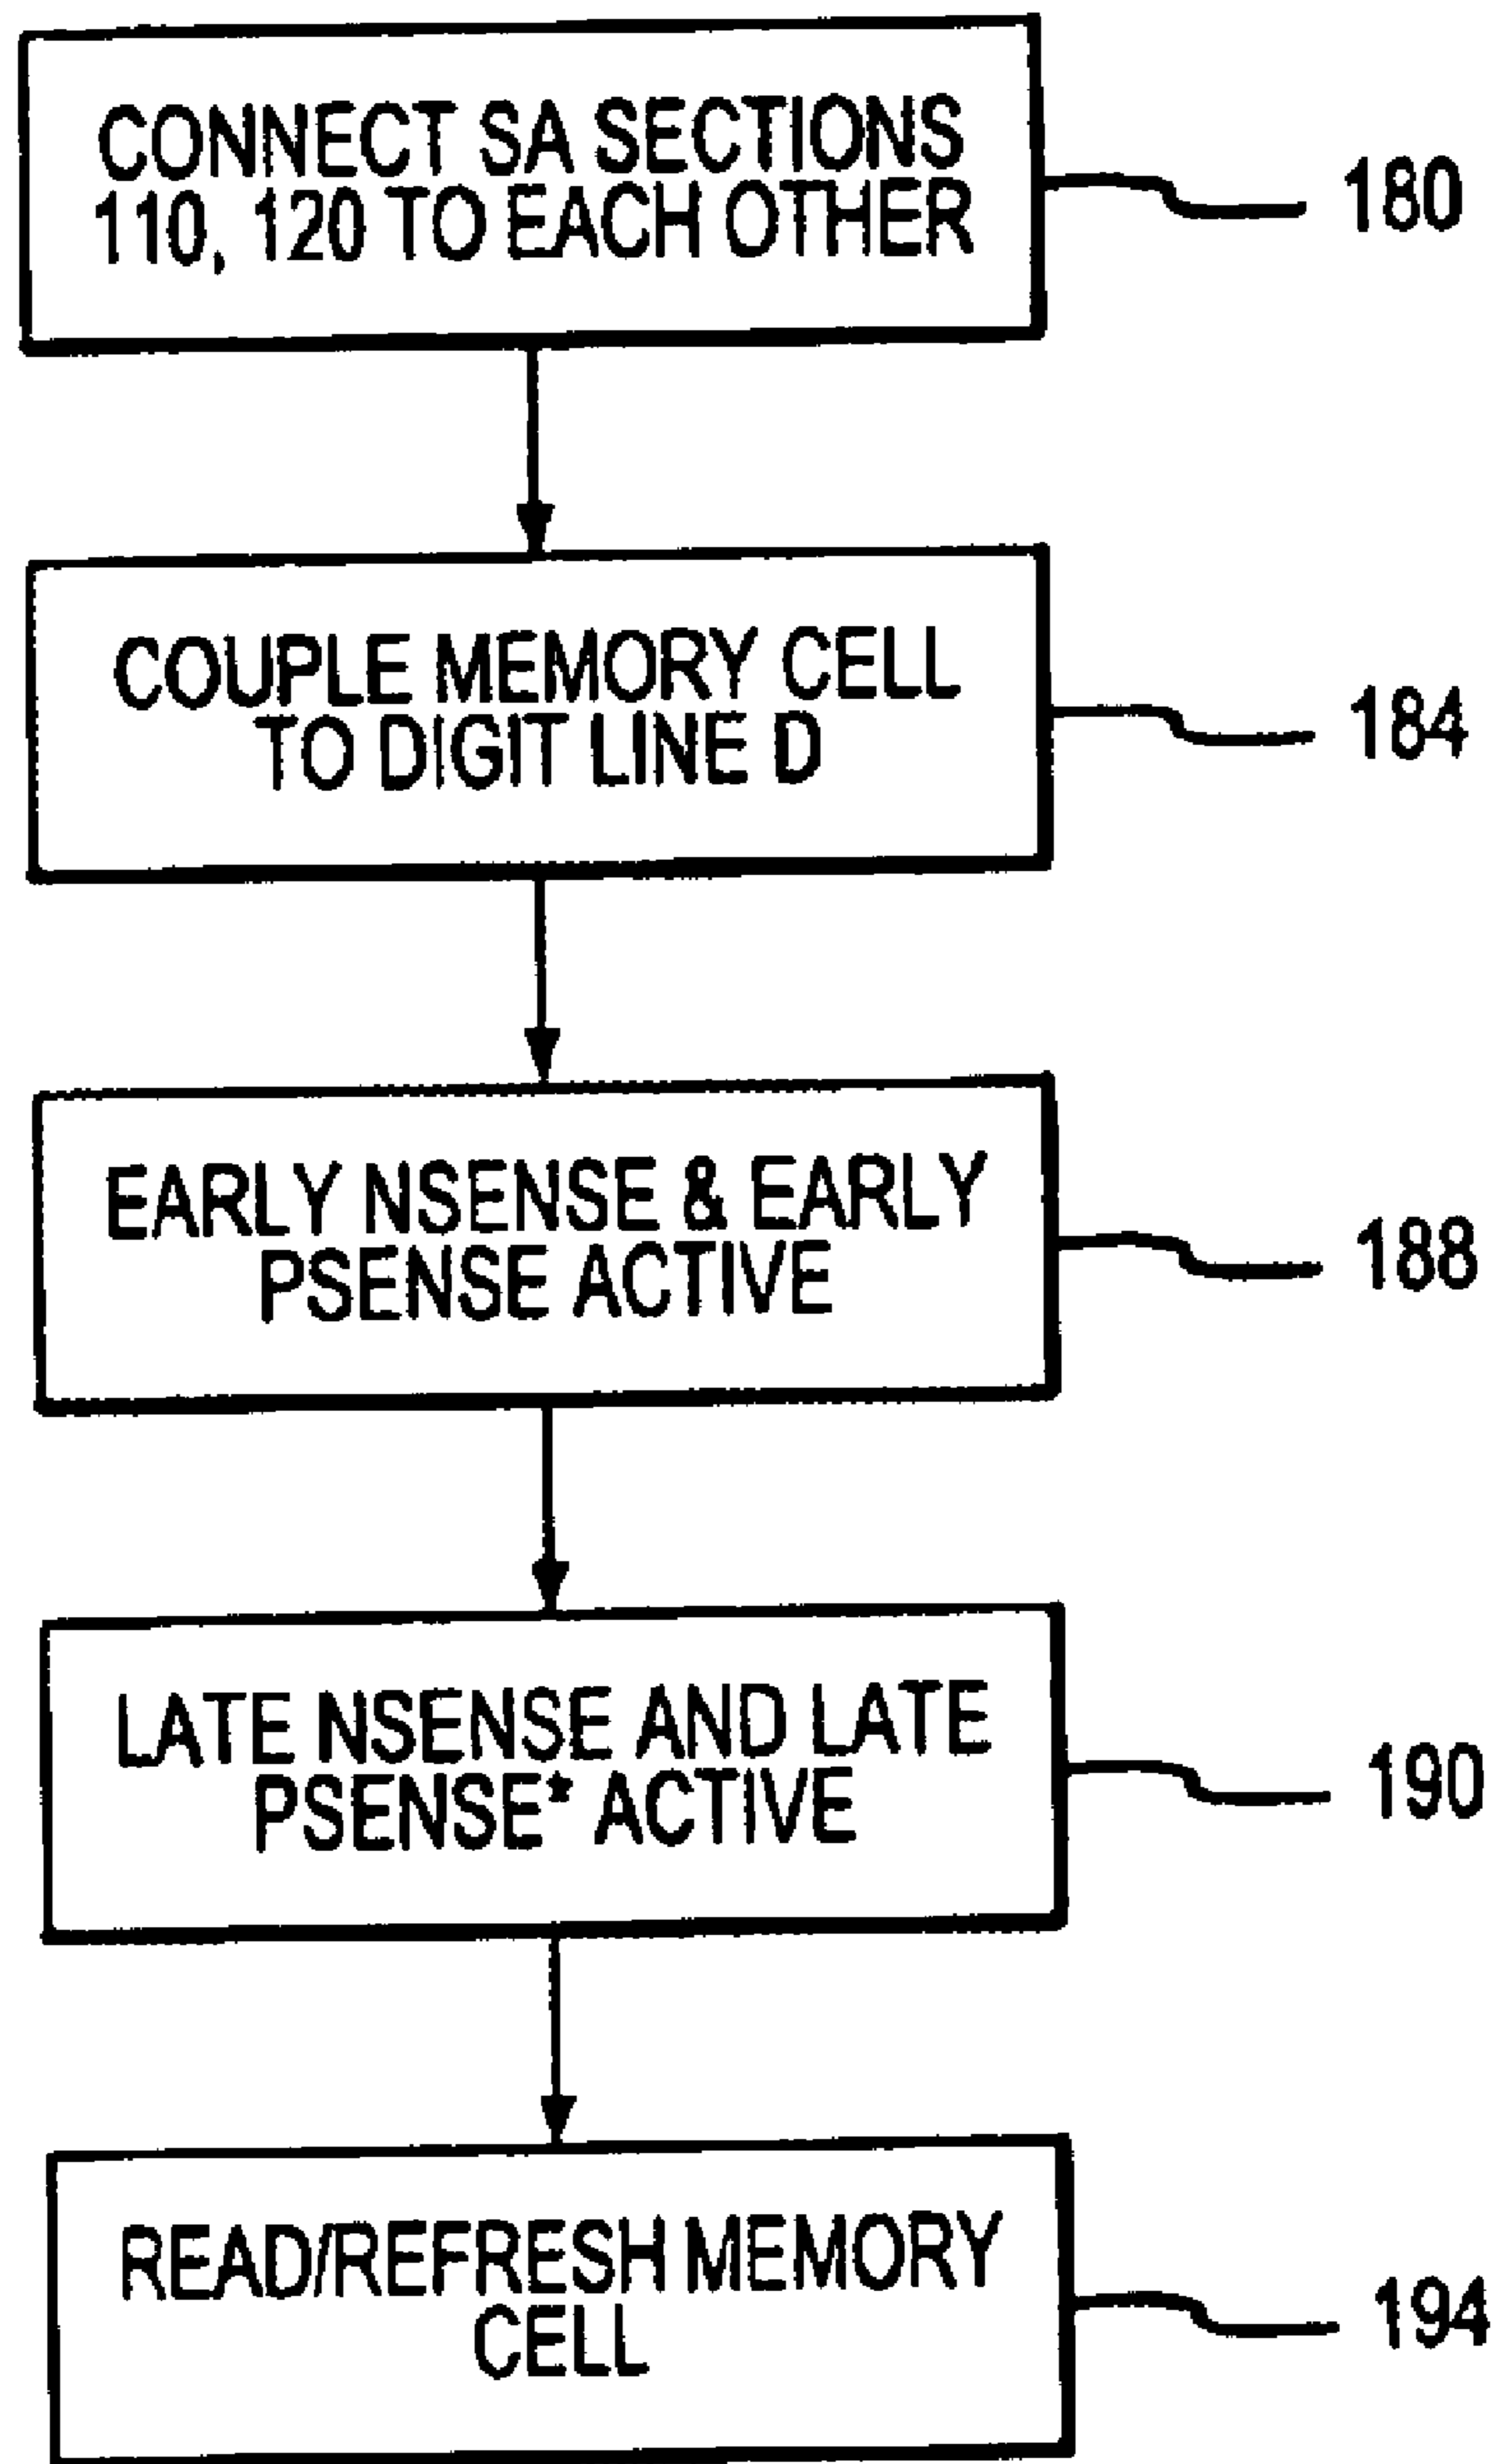 CONNECT SA SECTIONS
110, 120 TO EACH OTHER
180
COUPLE MEMORY CELL
TO DIGIT LINE D
184
EARLY NSENSE & EARLY
PSENSE ACTIVE
188
LATE NSENSE AND LATE
PSENSE* ACTIVE
190
READ/REFRESH MEMORY
CELL
194